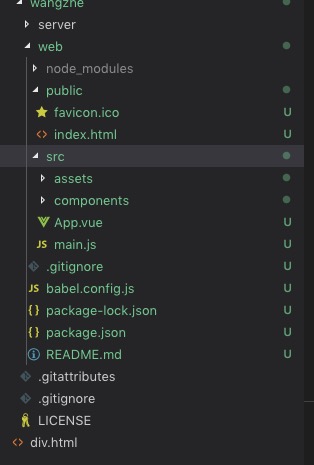 wangzhe
server
web
node_modules
public
favicon.ico U
<> index.html U
src
assets
components
App.vue U
JS main.js U
.gitignore U
babel.config.js U
{} package-lock.json U
{} package.json U
README.md U
.gitattributes
.gitignore
LICENSE
<> div.html